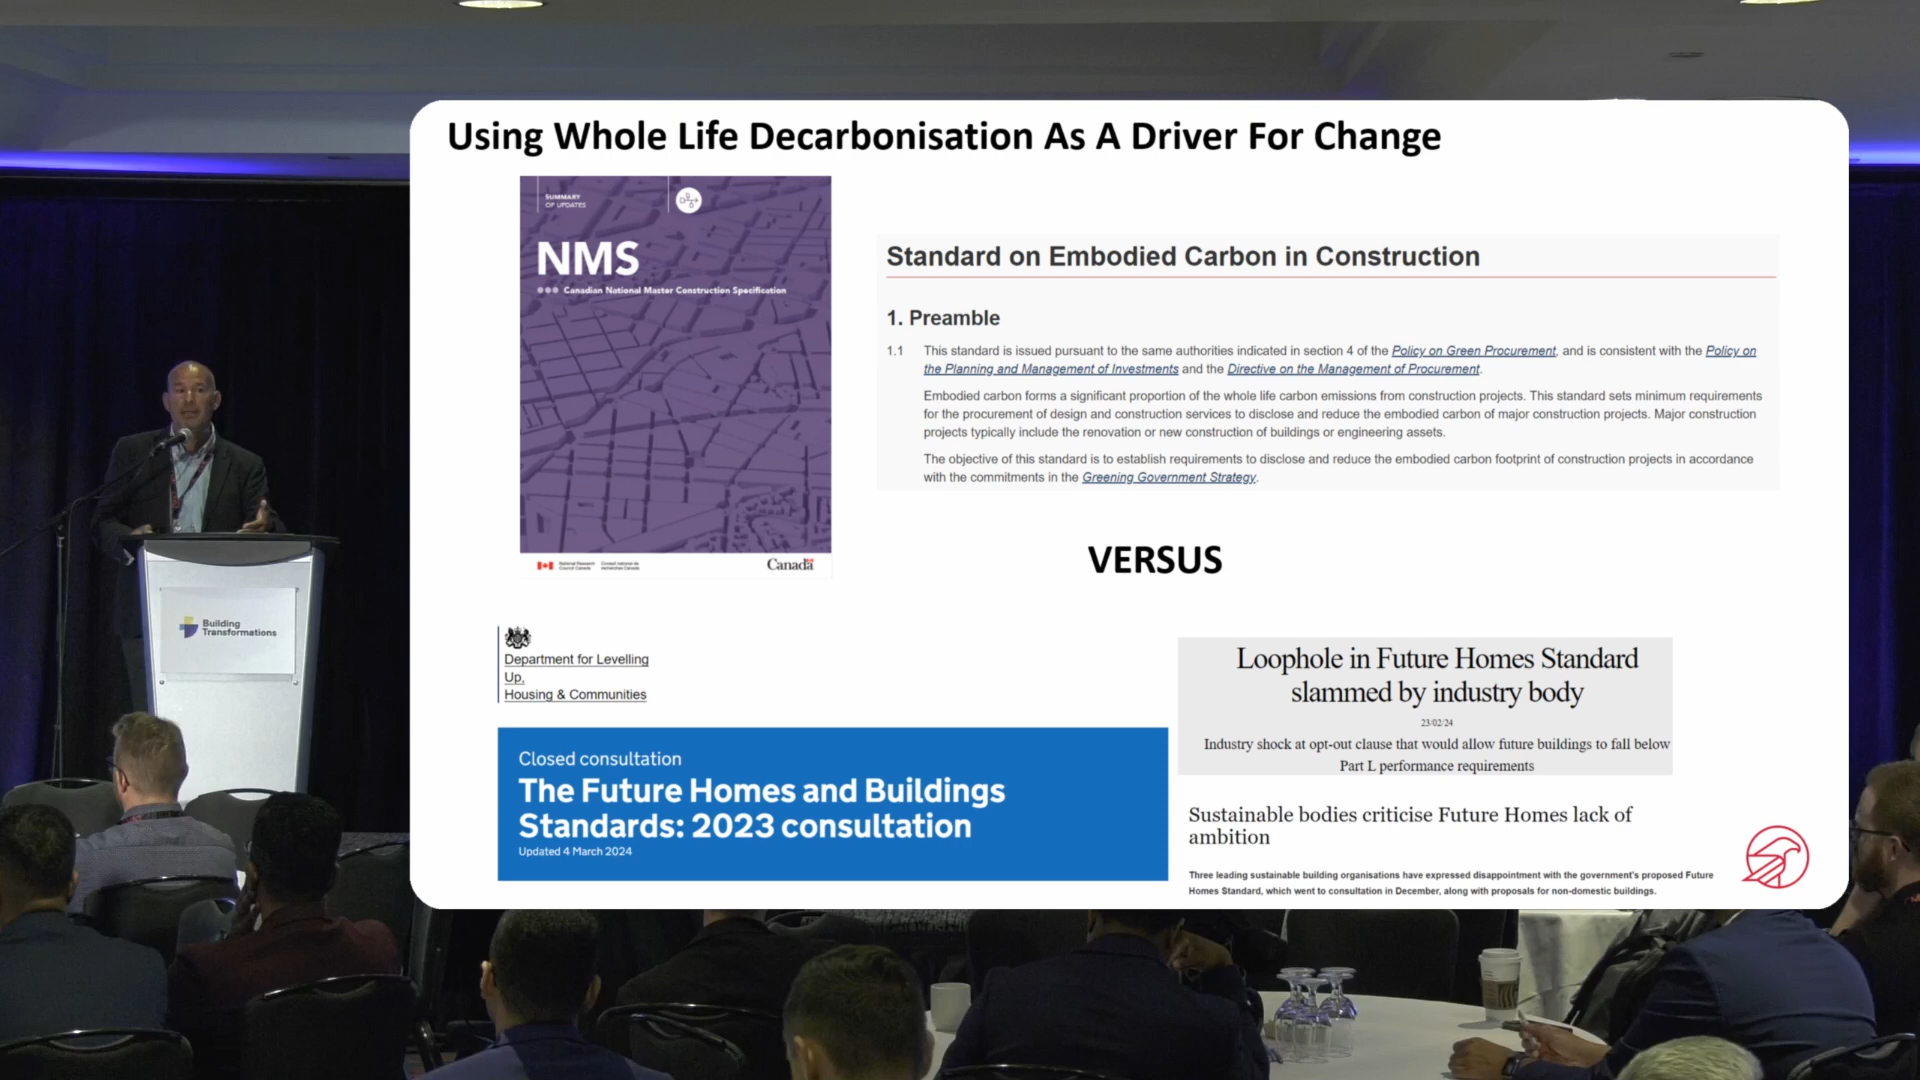 Using Whole Life Decarbonisation As A Driver For Change
SUMMARY
OF UPDATES
NMS
Canadian National Master Construction Specification
National Research
Council Canada
Conseil national de
recherches Canada
Canada
Standard on Embodied Carbon in Construction
1. Preamble
1.1 This standard is issued pursuant to the same authorities indicated in section 4 of the Policy on Green Procurement, and is consistent with the Policy on
the Planning and Management of Investments and the Directive on the Management of Procurement.
Embodied carbon forms a significant proportion of the whole life carbon emissions from construction projects. This standard sets minimum requirements
for the procurement of design and construction services to disclose and reduce the embodied carbon of major construction projects. Major construction
projects typically include the renovation or new construction of buildings or engineering assets.
The objective of this standard is to establish requirements to disclose and reduce the embodied carbon footprint of construction projects in accordance
with the commitments in the Greening Government Strategy.
VERSUS
Department for Levelling
Up,
Housing & Communities
Closed consultation
The Future Homes and Buildings
Standards: 2023 consultation
Updated 4 March 2024
Loophole in Future Homes Standard
slammed by industry body
23/02/24
Industry shock at opt-out clause that would allow future buildings to fall below
Part L performance requirements
Sustainable bodies criticise Future Homes lack of
ambition
Three leading sustainable building organisations have expressed disappointment with the government's proposed Future
Homes Standard, which went to consultation in December, along with proposals for non-domestic buildings.
Building
Transformations